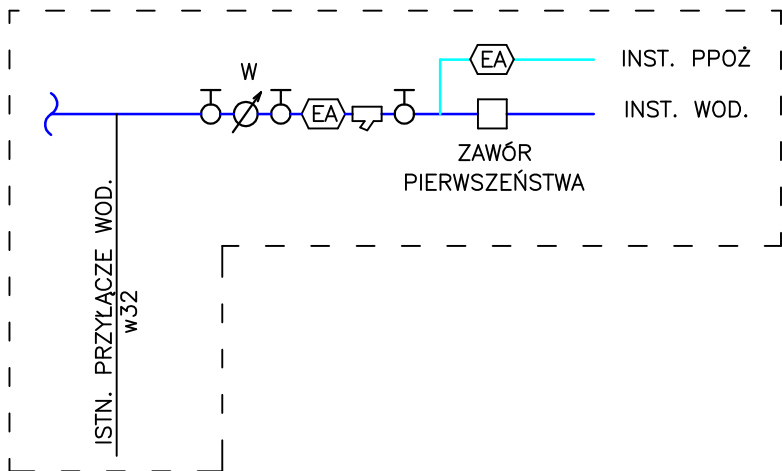 EA
INST. PPOŻ
W
EA
INST. WOD.
ZAWÓR
PIERWSZEŃSTWA
ISTN. PRZYŁĄCZE WOD.
w32